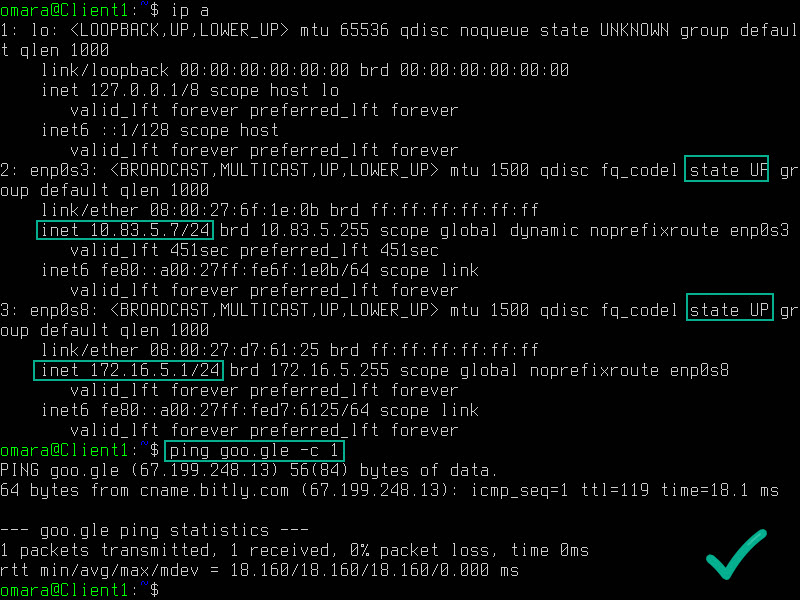 omara@Client1:~$ ip a
1: lo: <LOOPBACK,UP,LOWER_UP> mtu 65536 qdisc noqueue state UNKNOWN group defaul
t qlen 1000
    link/loopback 00:00:00:00:00:00 brd 00:00:00:00:00:00
    inet 127.0.0.1/8 scope host lo
       valid_lft forever preferred_lft forever
    inet6 ::1/128 scope host
       valid_lft forever preferred_lft forever
2: enp0s3: <BROADCAST,MULTICAST,UP,LOWER_UP> mtu 1500 qdisc fq_codel state UP gr
oup default qlen 1000
    link/ether 08:00:27:6f:1e:0b brd ff:ff:ff:ff:ff:ff
    inet 10.83.5.7/24 brd 10.83.5.255 scope global dynamic noprefixroute enp0s3
       valid_lft 451sec preferred_lft 451sec
    inet6 fe80::a00:27ff:fe6f:1e0b/64 scope link
       valid_lft forever preferred_lft forever
3: enp0s8: <BROADCAST,MULTICAST,UP,LOWER_UP> mtu 1500 qdisc fq_codel state UP gr
oup default qlen 1000
    link/ether 08:00:27:d7:61:25 brd ff:ff:ff:ff:ff:ff
    inet 172.16.5.1/24 brd 172.16.5.255 scope global noprefixroute enp0s8
       valid_lft forever preferred_lft forever
    inet6 fe80::a00:27ff:fed7:6125/64 scope link
       valid_lft forever preferred_lft forever
omara@Client1:~$ ping goo.gle -c 1
PING goo.gle (67.199.248.13) 56(84) bytes of data.
64 bytes from cname.bitly.com (67.199.248.13): icmp_seq=1 ttl=119 time=18.1 ms

--- goo.gle ping statistics ---
1 packets transmitted, 1 received, 0% packet loss, time 0ms
rtt min/avg/max/mdev = 18.160/18.160/18.160/0.000 ms
omara@Client1:~$